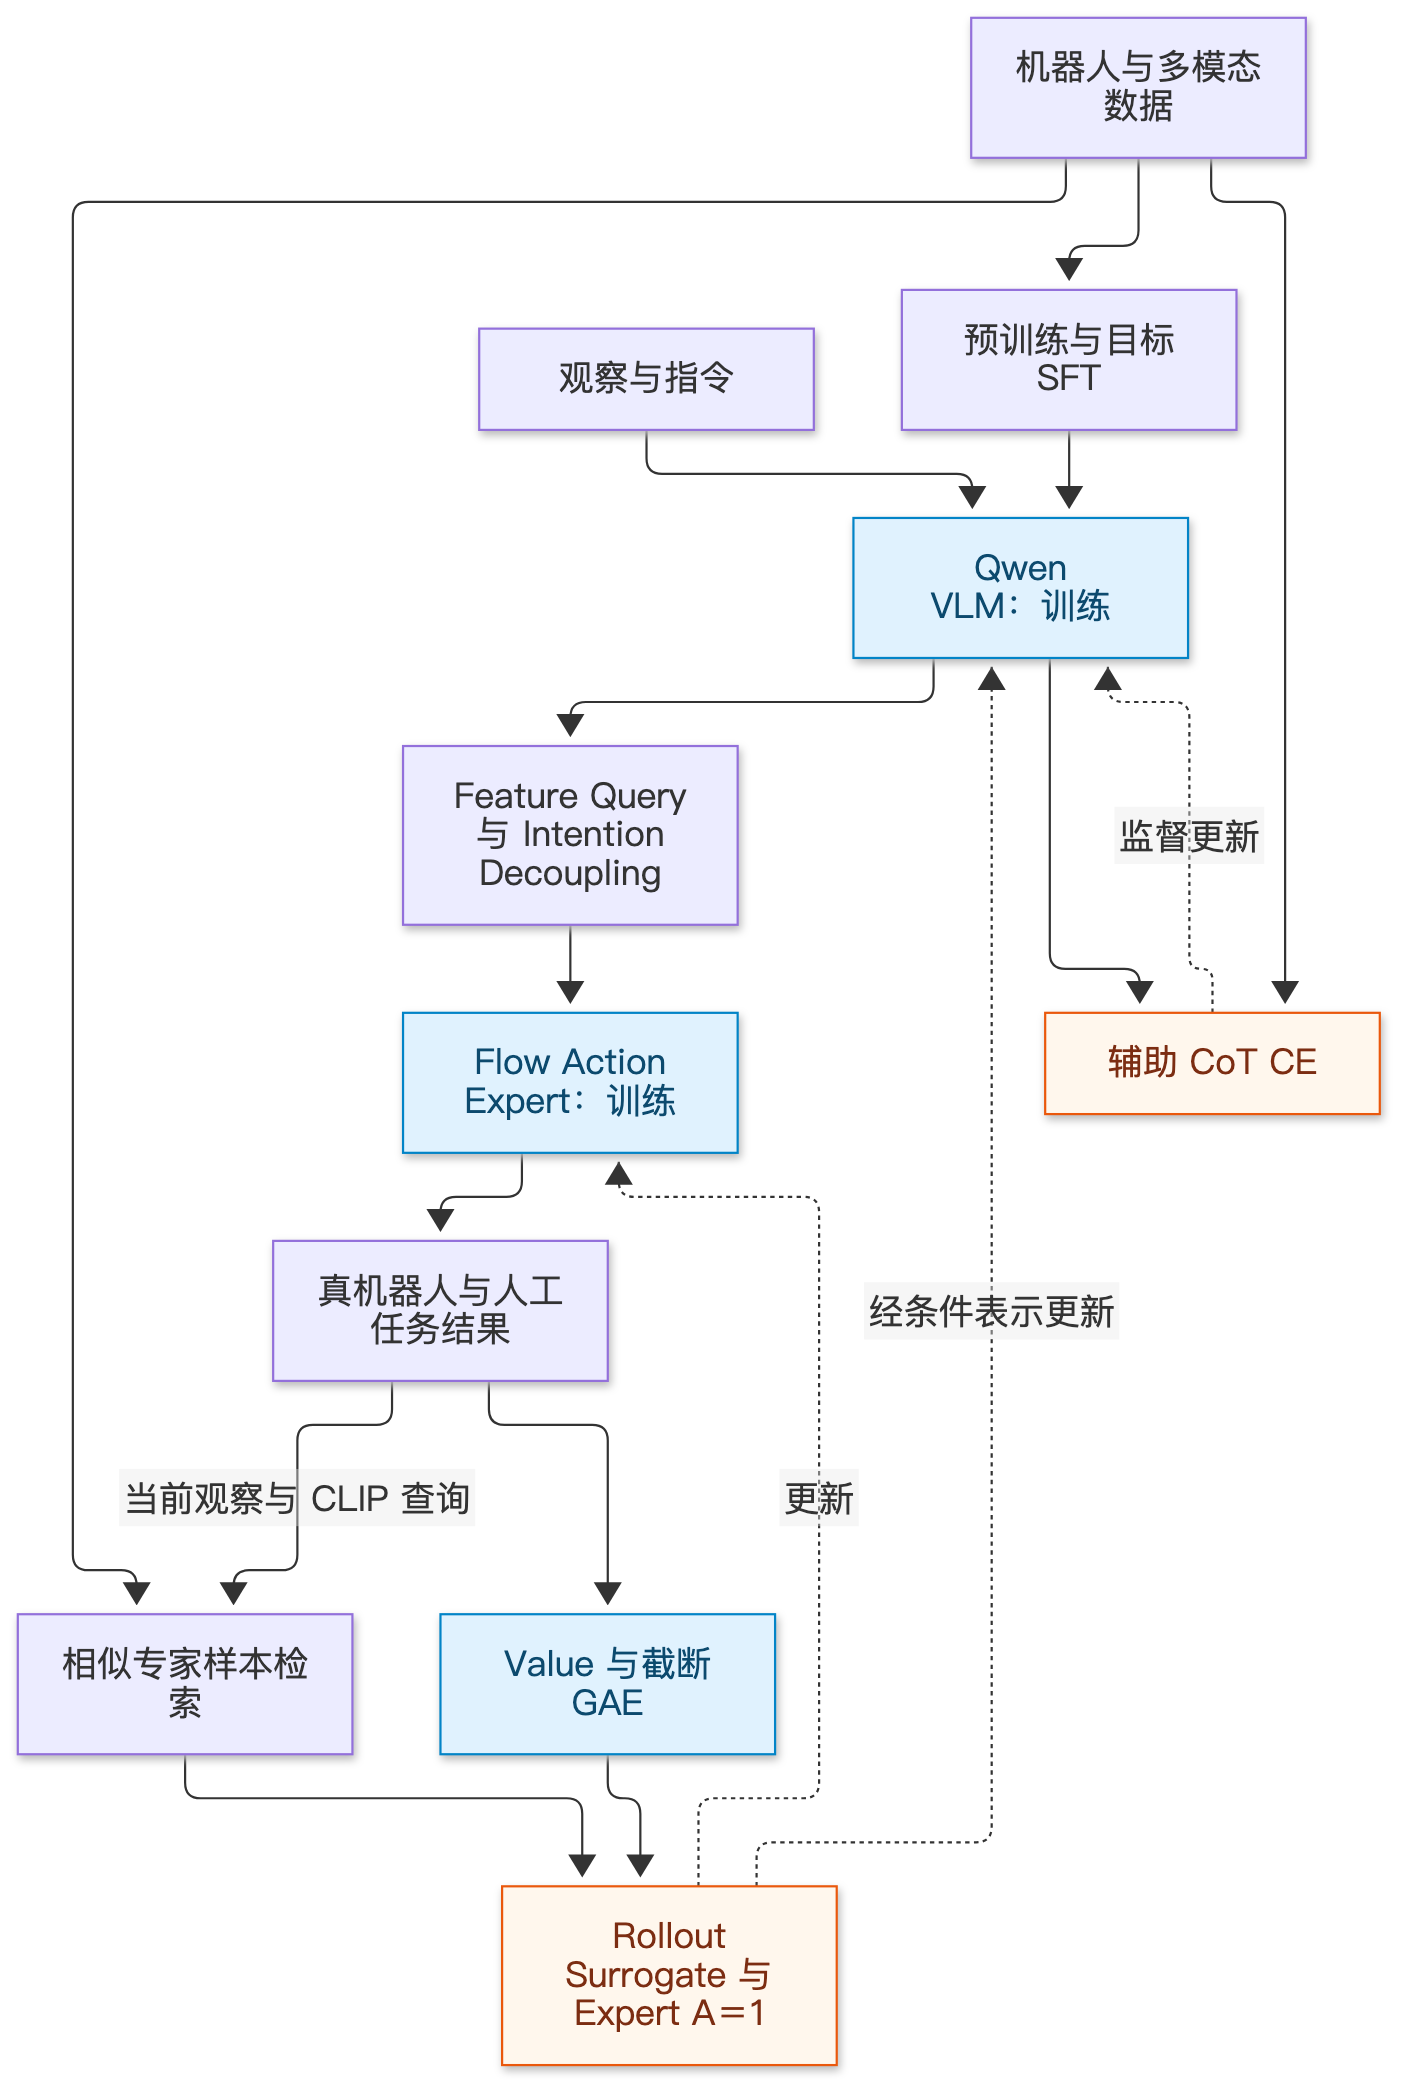 机器人与多模态
数据
预训练与目标
SFT
观察与指令
Qwen
VLM：训练
Feature Query
与 Intention
Decoupling
监督更新
Flow Action
Expert：训练
辅助 CoT CE
真机器人与人工
任务结果
经条件表示更新
当前观察与 CLIP 查询
更新
相似专家样本检
索
Value 与截断
GAE
Rollout
Surrogate 与
Expert A=1